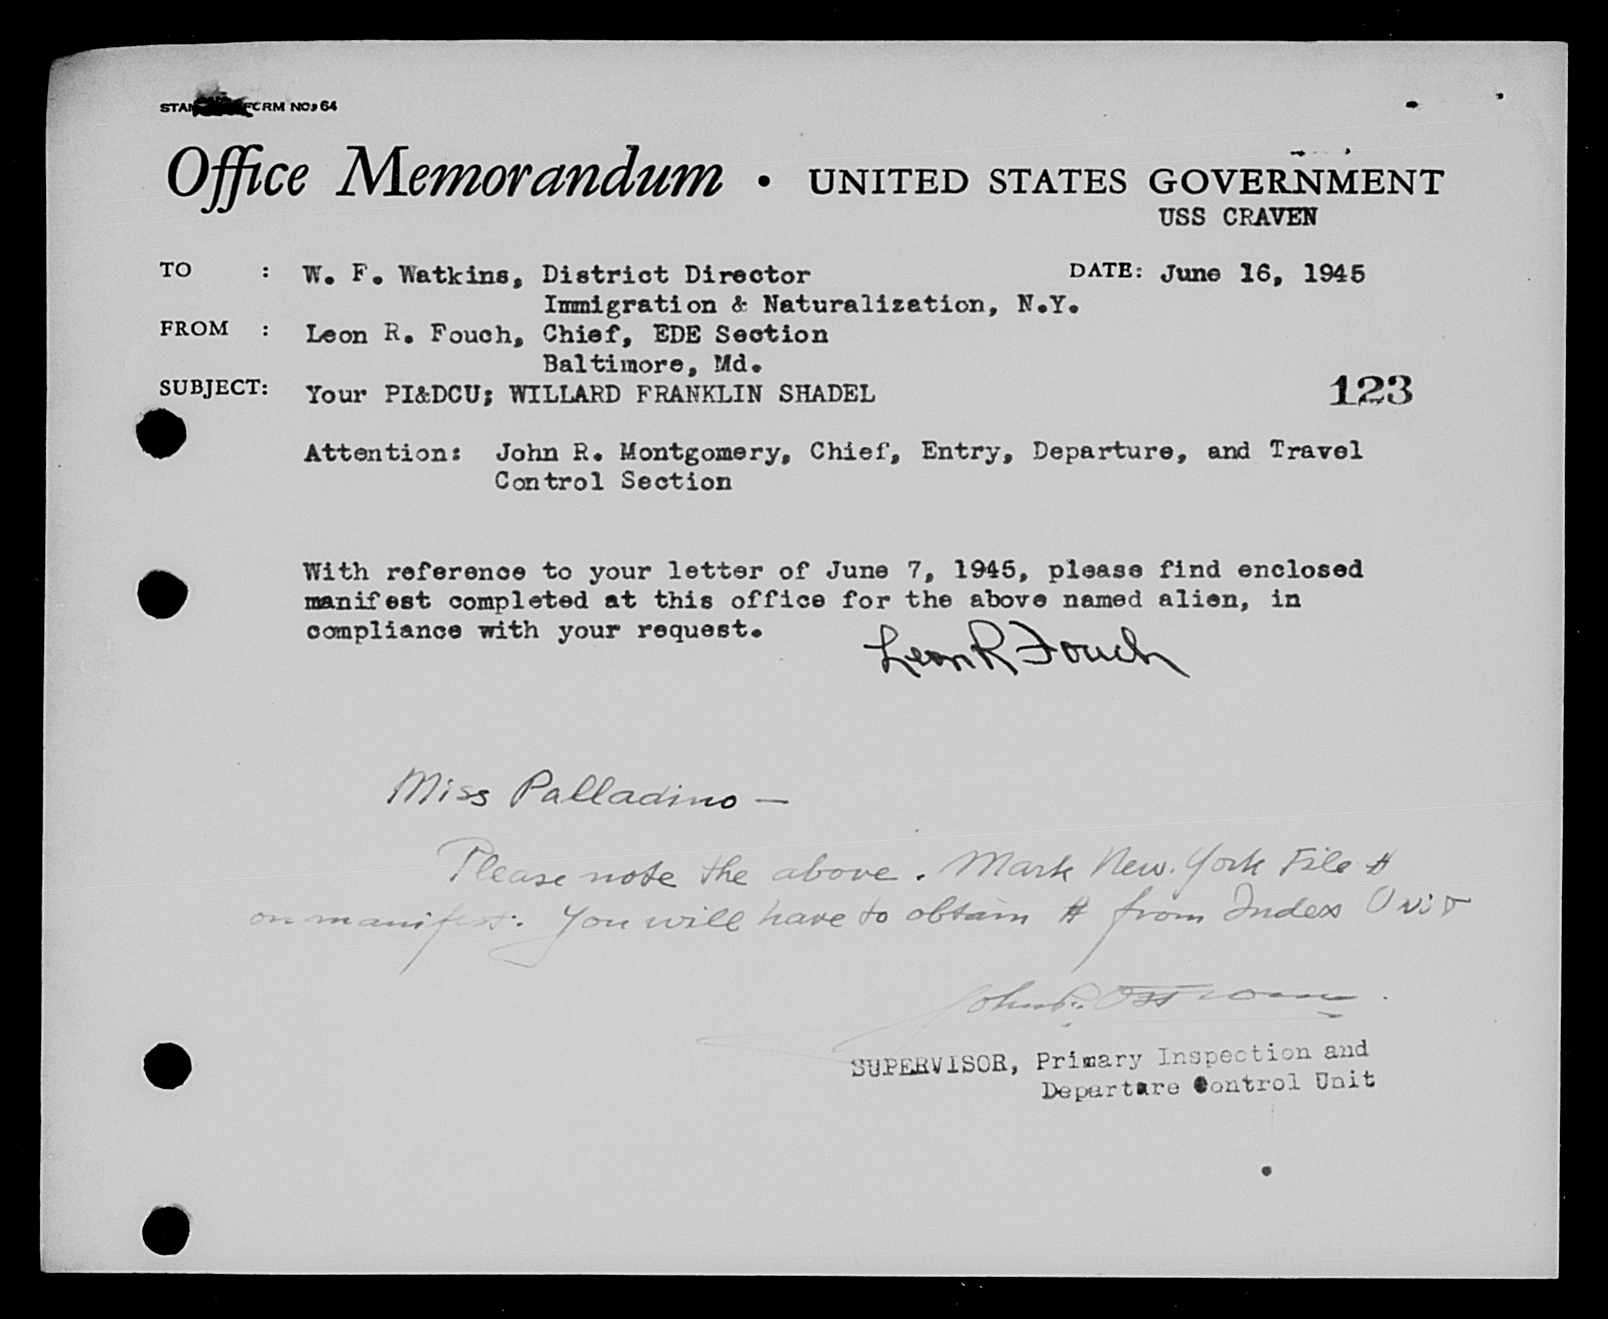 FORM NO. 64
Office Memorandum • UNITED STATES GOVERNMENT
USS CRAVEN
TO : W. F. Watkins, District Director DATE: June 16, 1945
Immigration & Naturalization, N.Y.
FROM : Leon R. Fouch, Chief, EDE Section
Baltimore, Md.
SUBJECT: Your PI&DCU; WILLARD FRANKLIN SHADEL 123
Attention: John R. Montgomery, Chief, Entry, Departure, and Travel
Control Section
With reference to your letter of June 7, 1945, please find enclosed
manifest completed at this office for the above named alien, in
compliance with your request.
Leon R Fouch
Miss Palladino —
Please note the above. Mark New York File #
on manifest. You will have to obtain # from Index Unit
John
SUPERVISOR, Primary Inspection and
Departure Control Unit